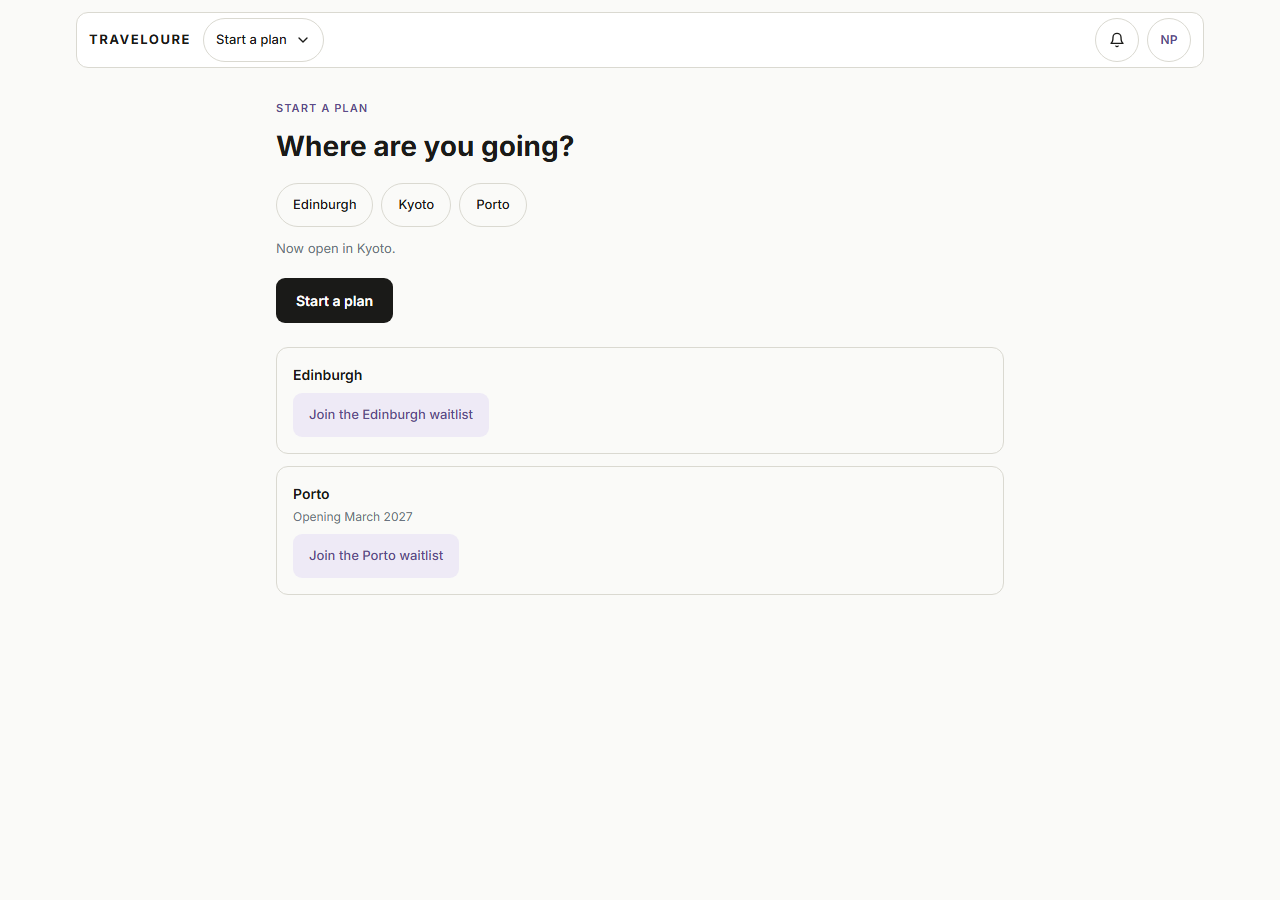 TRAVELOURE Start a plan NP
START A PLAN
Where are you going?
Edinburgh Kyoto Porto
Now open in Kyoto.
Start a plan
Edinburgh
Join the Edinburgh waitlist
Porto
Opening March 2027
Join the Porto waitlist